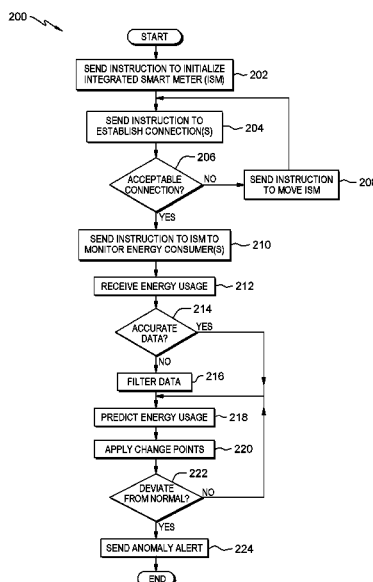 200
START
SEND INSTRUCTION TO INITIALIZE
INTEGRATED SMART METER (ISM)
202
SEND INSTRUCTION TO
ESTABLISH CONNECTION(S)
204
206
ACCEPTABLE
CONNECTION?
NO
SEND INSTRUCTION
TO MOVE ISM
YES
SEND INSTRUCTION TO ISM TO
MONITOR ENERGY CONSUMER(S)
210
RECEIVE ENERGY USAGE
212
214
ACCURATE
DATA?
YES
NO
FILTER DATA
216
PREDICT ENERGY USAGE
218
APPLY CHANGE POINTS
220
222
DEVIATE
FROM NORMAL?
NO
YES
SEND ANOMALY ALERT
224
END